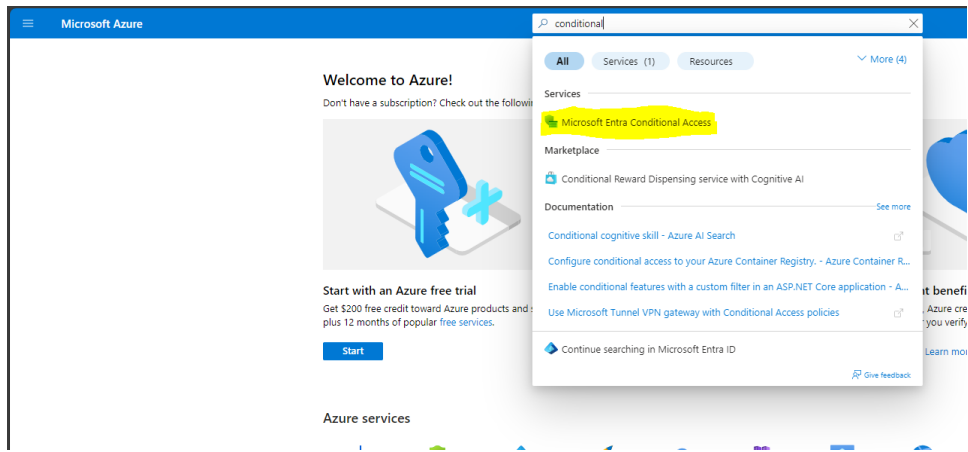 Microsoft Azure
conditional
All
Services (1)
Resources
More (4)
Welcome to Azure!
Don't have a subscription? Check out the
Services
Microsoft Entra Conditional Access
Marketplace
Conditional Reward Dispensing service with Cognitive AI
Documentation
See more
Conditional cognitive skill - Azure AI Search
Configure conditional access to your Azure Container Registry. - Azure Container R...
Enable conditional features with a custom filter in an ASP.NET Core application - A...
Use Microsoft Tunnel VPN gateway with Conditional Access policies
Continue searching in Microsoft Entra ID
Give feedback
Start with an Azure free trial
Get $200 free credit toward Azure products and
plus 12 months of popular free services.
Start
Azure cre
you verify
Learn mor
Azure services